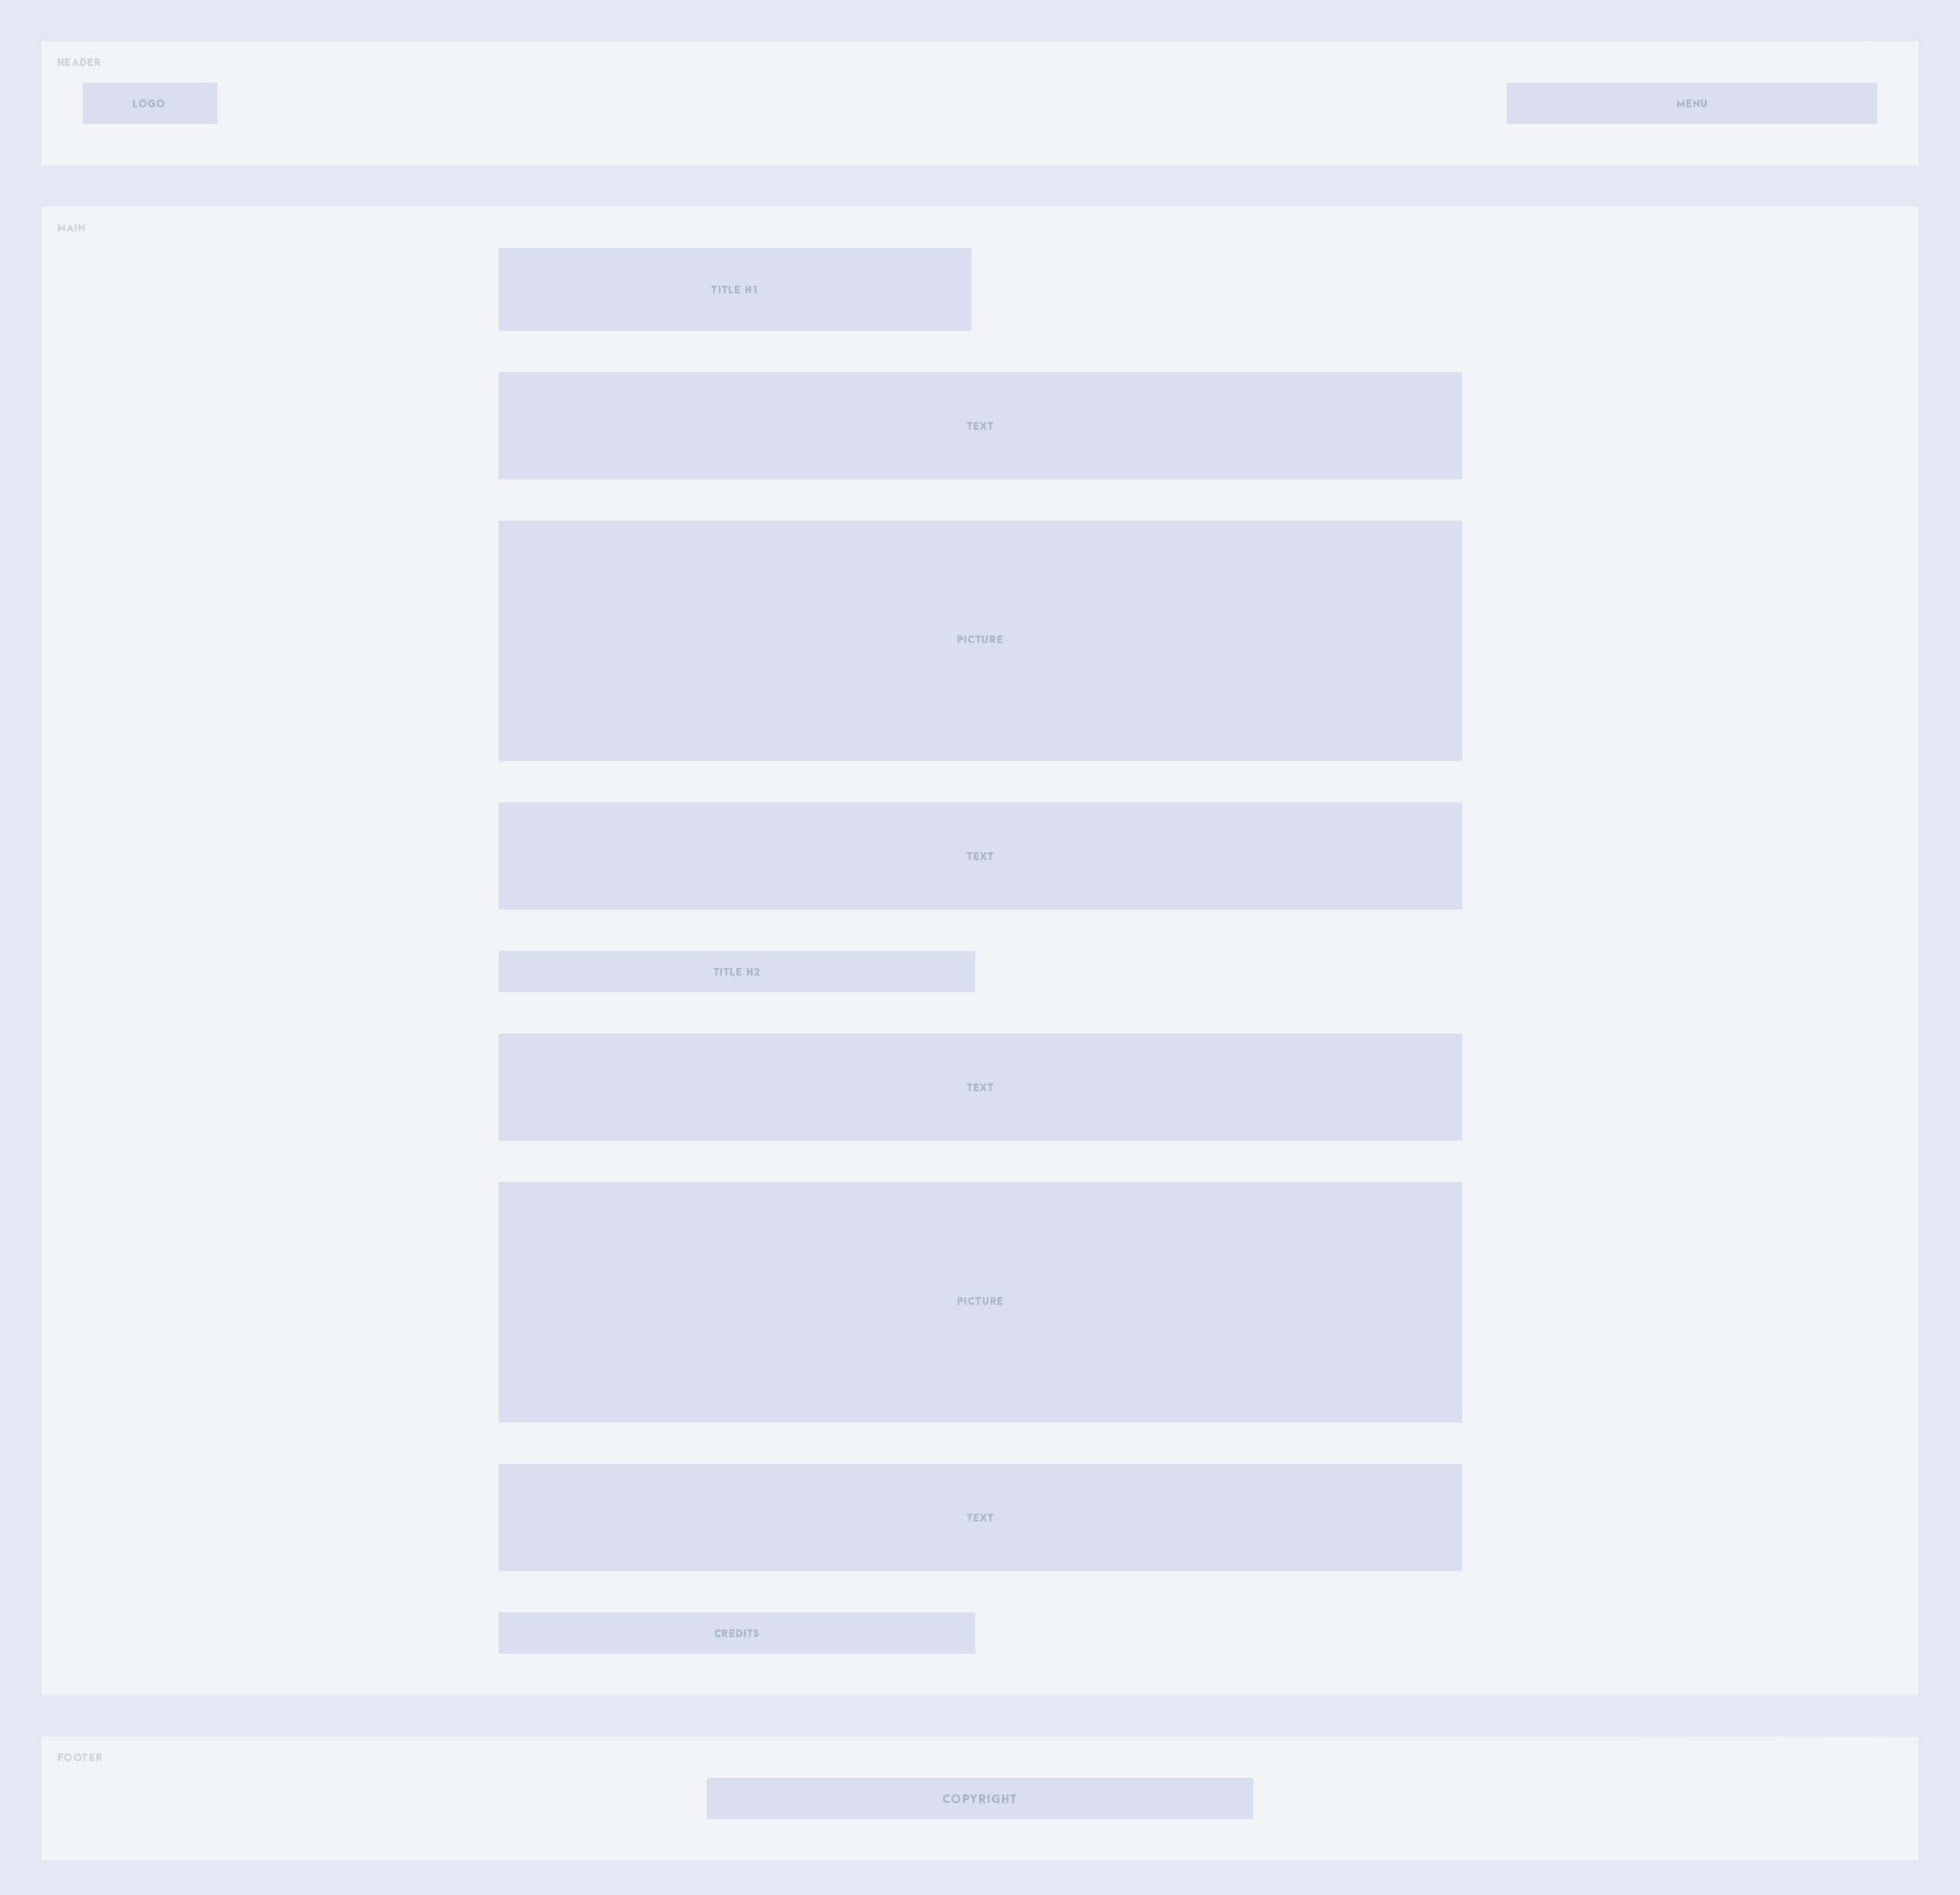 HEADER
LOGO
MENU
MAIN
TITLE H1
TEXT
PICTURE
TEXT
TITLE H2
TEXT
PICTURE
TEXT
CREDITS
FOOTER
COPYRIGHT